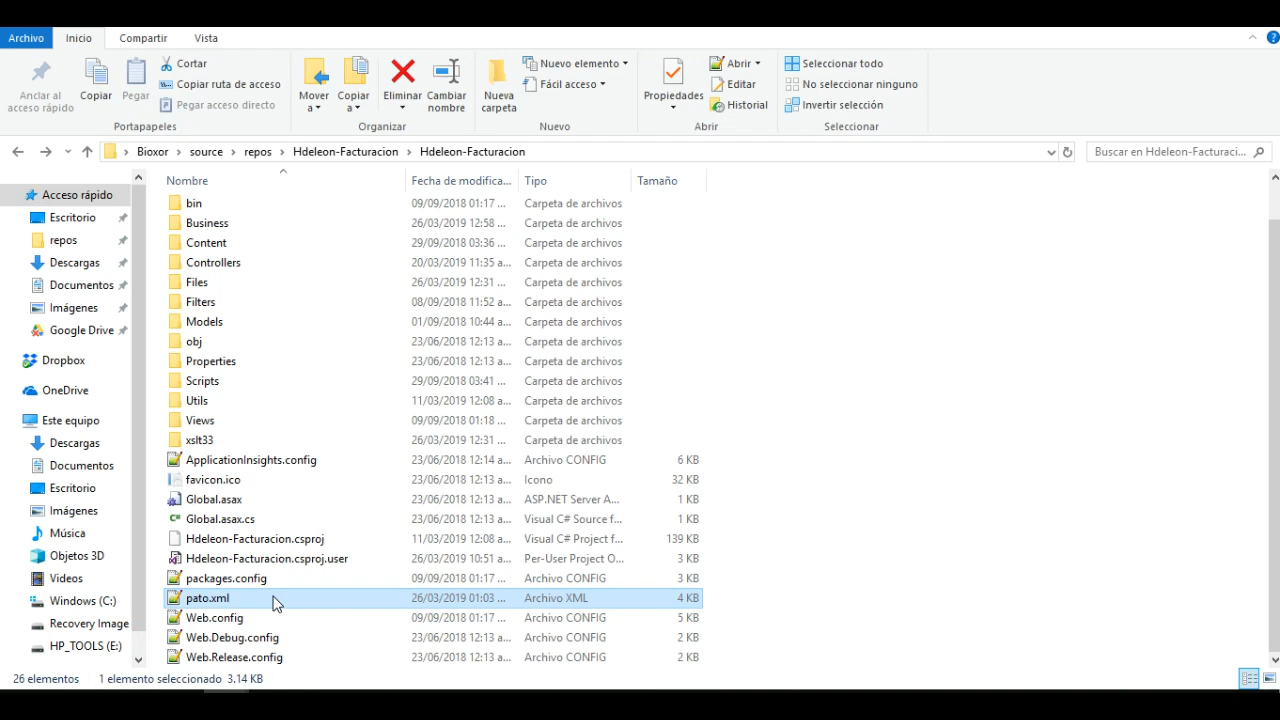 Archivo Inicio Compartir Vista
Anclar al acceso rápido
Copiar
Pegar
Cortar
Copiar ruta de acceso
Pegar acceso directo
Portapapeles
Mover a
Copiar a
Eliminar
Cambiar nombre
Organizar
Nueva carpeta
Nuevo elemento
Fácil acceso
Nuevo
Propiedades
Abrir
Editar
Historial
Abrir
Seleccionar todo
No seleccionar ninguno
Invertir selección
Seleccionar
Bioxor > source > repos > Hdeleon-Facturacion > Hdeleon-Facturacion
Buscar en Hdeleon-Facturaci...
Acceso rápido
Escritorio
repos
Descargas
Documentos
Imágenes
Google Drive
Dropbox
OneDrive
Este equipo
Descargas
Documentos
Escritorio
Imágenes
Música
Objetos 3D
Videos
Windows (C:)
Recovery Image
HP_TOOLS (E:)
Nombre Fecha de modifica... Tipo Tamaño
bin 09/09/2018 01:17 ... Carpeta de archivos
Business 26/03/2019 12:58 ... Carpeta de archivos
Content 29/09/2018 03:36 ... Carpeta de archivos
Controllers 20/03/2019 11:35 a... Carpeta de archivos
Files 26/03/2019 12:31 ... Carpeta de archivos
Filters 08/09/2018 11:52 a... Carpeta de archivos
Models 01/09/2018 10:44 a... Carpeta de archivos
obj 23/06/2018 12:13 a... Carpeta de archivos
Properties 23/06/2018 12:13 a... Carpeta de archivos
Scripts 29/09/2018 03:41 ... Carpeta de archivos
Utils 11/03/2019 12:08 a... Carpeta de archivos
Views 09/09/2018 01:18 ... Carpeta de archivos
xslt33 26/03/2019 12:31 ... Carpeta de archivos
ApplicationInsights.config 23/06/2018 12:14 a... Archivo CONFIG 6 KB
favicon.ico 23/06/2018 12:13 a... Icono 32 KB
Global.asax 23/06/2018 12:13 a... ASP.NET Server A... 1 KB
Global.asax.cs 23/06/2018 12:13 a... Visual C# Source f... 1 KB
Hdeleon-Facturacion.csproj 11/03/2019 12:08 a... Visual C# Project f... 139 KB
Hdeleon-Facturacion.csproj.user 26/03/2019 10:51 a... Per-User Project O... 3 KB
packages.config 09/09/2018 01:17 ... Archivo CONFIG 3 KB
pato.xml 26/03/2019 01:03 ... Archivo XML 4 KB
Web.config 09/09/2018 01:17 ... Archivo CONFIG 5 KB
Web.Debug.config 23/06/2018 12:13 a... Archivo CONFIG 2 KB
Web.Release.config 23/06/2018 12:13 a... Archivo CONFIG 2 KB
26 elementos 1 elemento seleccionado 3.14 KB